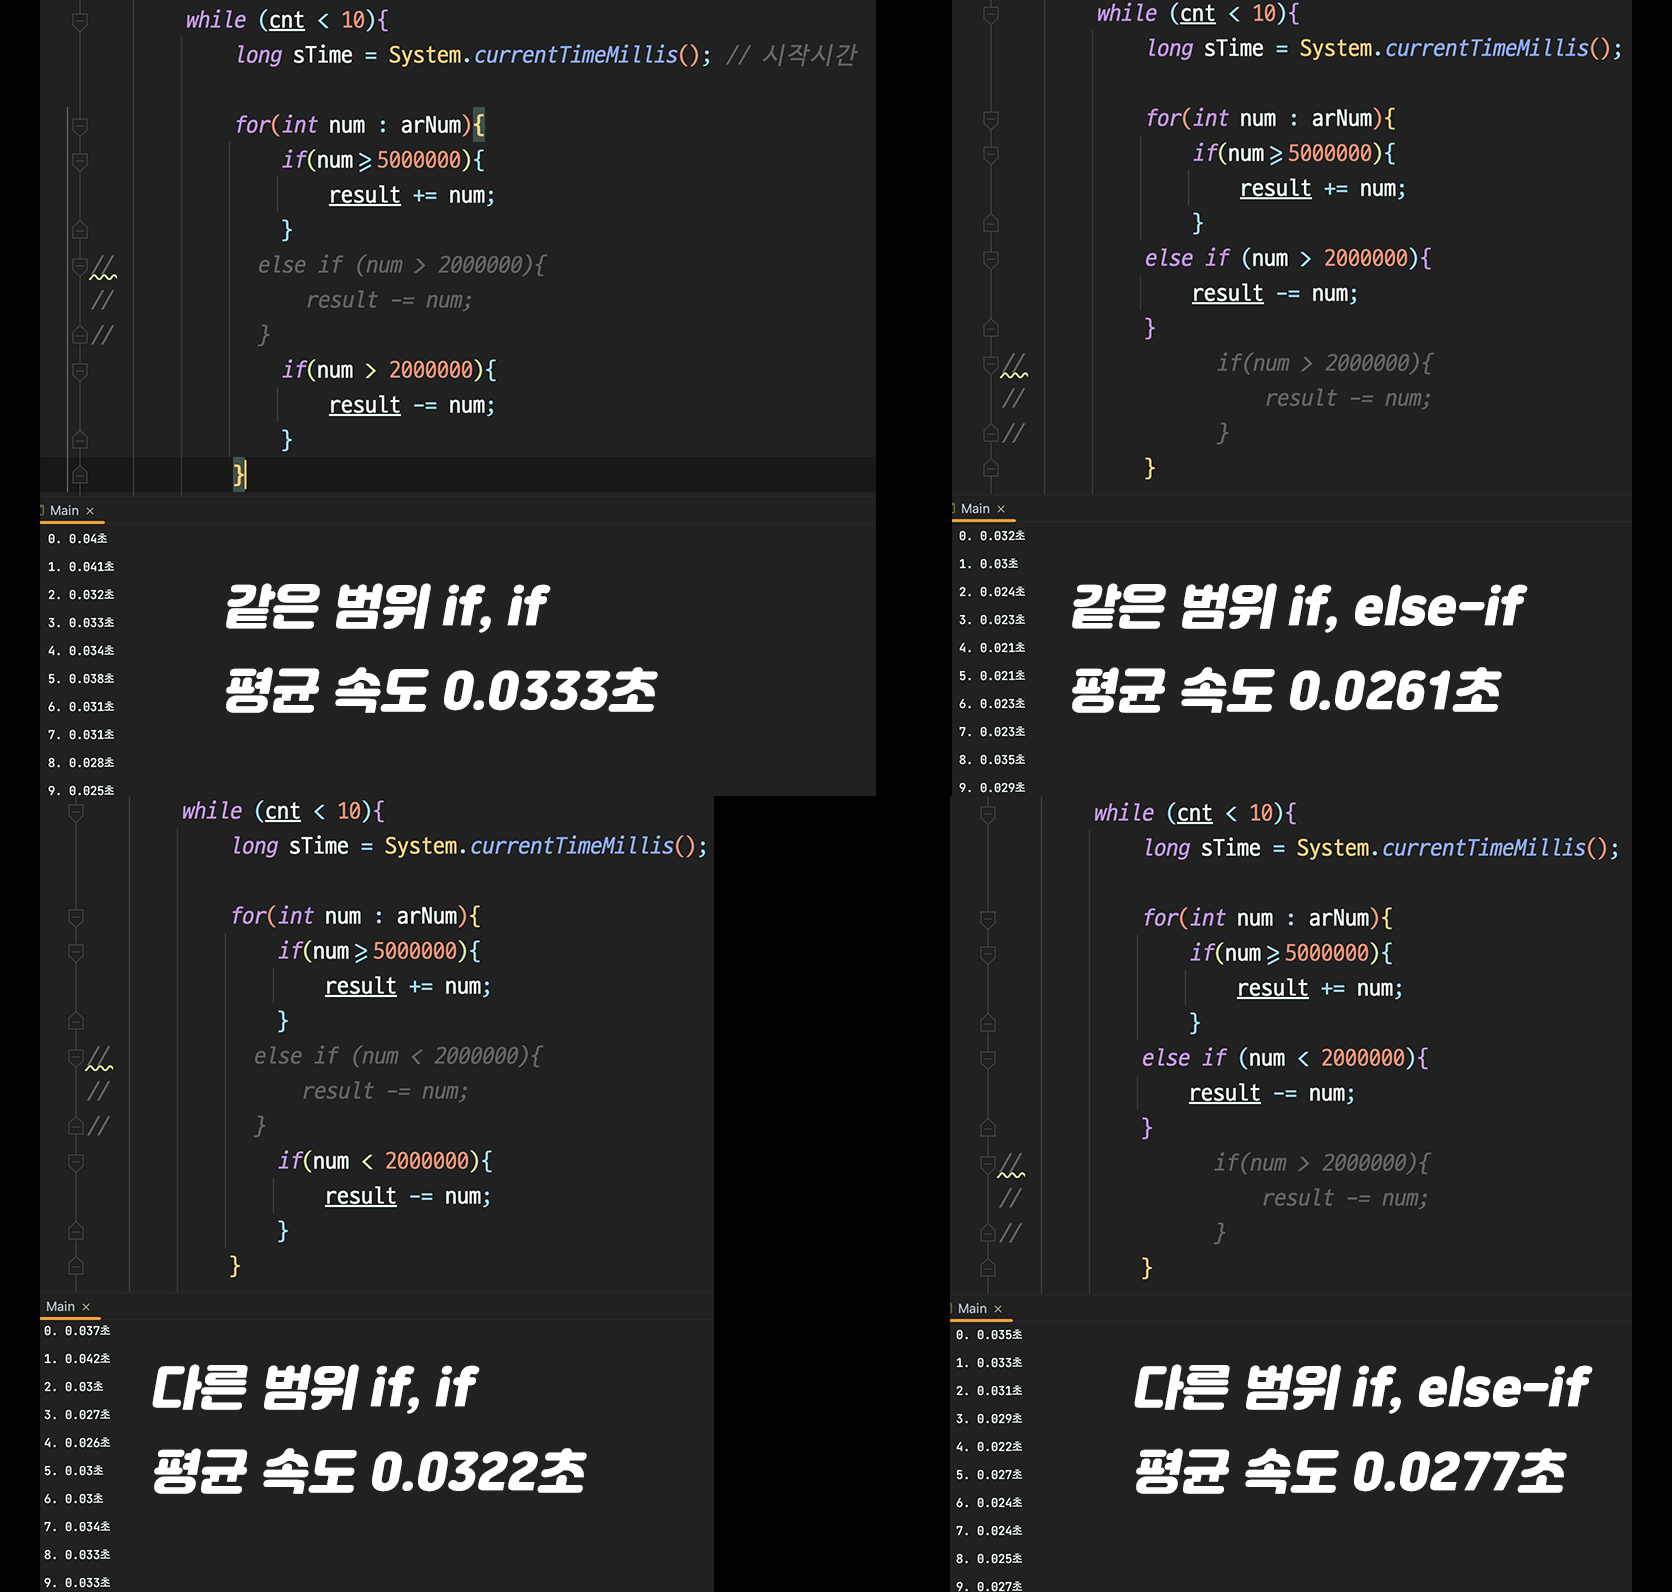 while (cnt < 10){
long sTime = System.currentTimeMillis(); // 시작시간
for(int num : arNum){
if(num⩾5000000){
result += num;
}
// else if (num > 2000000){
// result -= num;
// }
if(num > 2000000){
result -= num;
}
}
Main ×
0. 0.04초
1. 0.041초
2. 0.032초
3. 0.033초
4. 0.034초
5. 0.038초
6. 0.031초
7. 0.031초
8. 0.028초
9. 0.025초
같은 범위 if, if
평균 속도 0.0333초
while (cnt < 10){
long sTime = System.currentTimeMillis();
for(int num : arNum){
if(num⩾5000000){
result += num;
}
else if (num > 2000000){
result -= num;
}
// if(num > 2000000){
// result -= num;
// }
}
Main ×
0. 0.032초
1. 0.03초
2. 0.024초
3. 0.023초
4. 0.021초
5. 0.021초
6. 0.023초
7. 0.023초
8. 0.035초
9. 0.029초
같은 범위 if, else-if
평균 속도 0.0261초
while (cnt < 10){
long sTime = System.currentTimeMillis();
for(int num : arNum){
if(num⩾5000000){
result += num;
}
// else if (num < 2000000){
// result -= num;
// }
if(num < 2000000){
result -= num;
}
}
Main ×
0. 0.037초
1. 0.042초
2. 0.03초
3. 0.027초
4. 0.026초
5. 0.03초
6. 0.03초
7. 0.034초
8. 0.033초
9. 0.033초
다른 범위 if, if
평균 속도 0.0322초
while (cnt < 10){
long sTime = System.currentTimeMillis();
for(int num : arNum){
if(num⩾5000000){
result += num;
}
else if (num < 2000000){
result -= num;
}
// if(num > 2000000){
// result -= num;
// }
}
Main ×
0. 0.035초
1. 0.033초
2. 0.031초
3. 0.029초
4. 0.022초
5. 0.027초
6. 0.024초
7. 0.024초
8. 0.025초
9. 0.027초
다른 범위 if, else-if
평균 속도 0.0277초